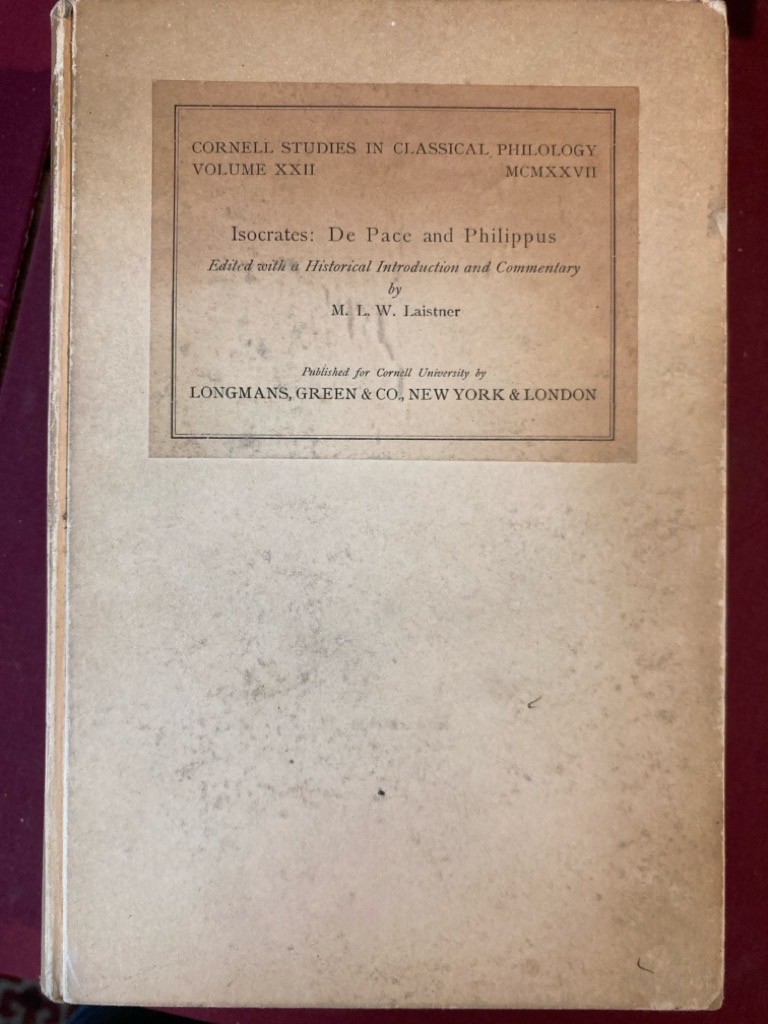 CORNELL STUDIES IN CLASSICAL PHILOLOGY
VOLUME XXII MCMXXVII
Isocrates: De Pace and Philippus
Edited with a Historical Introduction and Commentary
by
M. L. W. Laistner
Published for Cornell University by
LONGMANS, GREEN & CO., NEW YORK & LONDON